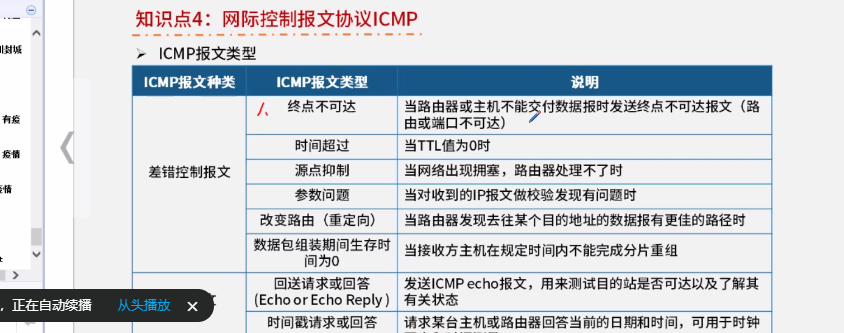 知识点4：网际控制报文协议ICMP
➢ ICMP报文类型
ICMP报文种类 ICMP报文类型 说明
差错控制报文
1、 终点不可达
当路由器或主机不能交付数据报时发送终点不可达报文（路
由或端口不可达）
时间超过 当TTL值为0时
源点抑制 当网络出现拥塞，路由器处理不了时
参数问题 当对收到的IP报文做校验发现有问题时
改变路由（重定向） 当路由器发现去往某个目的地址的数据报有更佳的路径时
数据包组装期间生存时
间为0
当接收方主机在规定时间内不能完成分片重组
回送请求或回答
(Echo or Echo Reply )
发送ICMP echo报文，用来测试目的站是否可达以及了解其
有关状态
时间戳请求或回答
请求某台主机或路由器回答当前的日期和时间，可用于时钟
封城
有疫
疫情
情
，正在自动续播 从头播放 ×